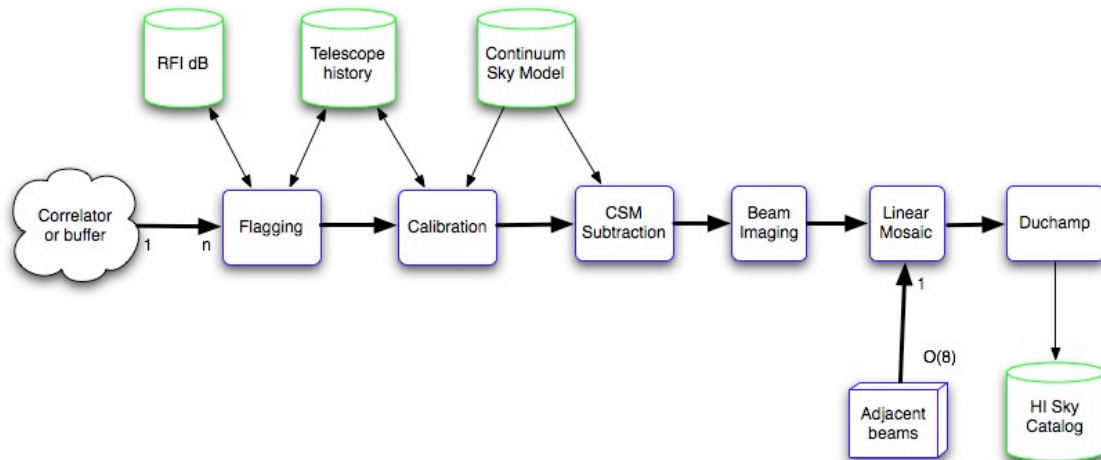 RFI dB
Telescope
history
Continuum
Sky Model
Correlator
or buffer
1
n
Flagging
Calibration
CSM
Subtraction
Beam
Imaging
Linear
Mosaic
Duchamp
1
O(8)
Adjacent
beams
HI Sky
Catalog